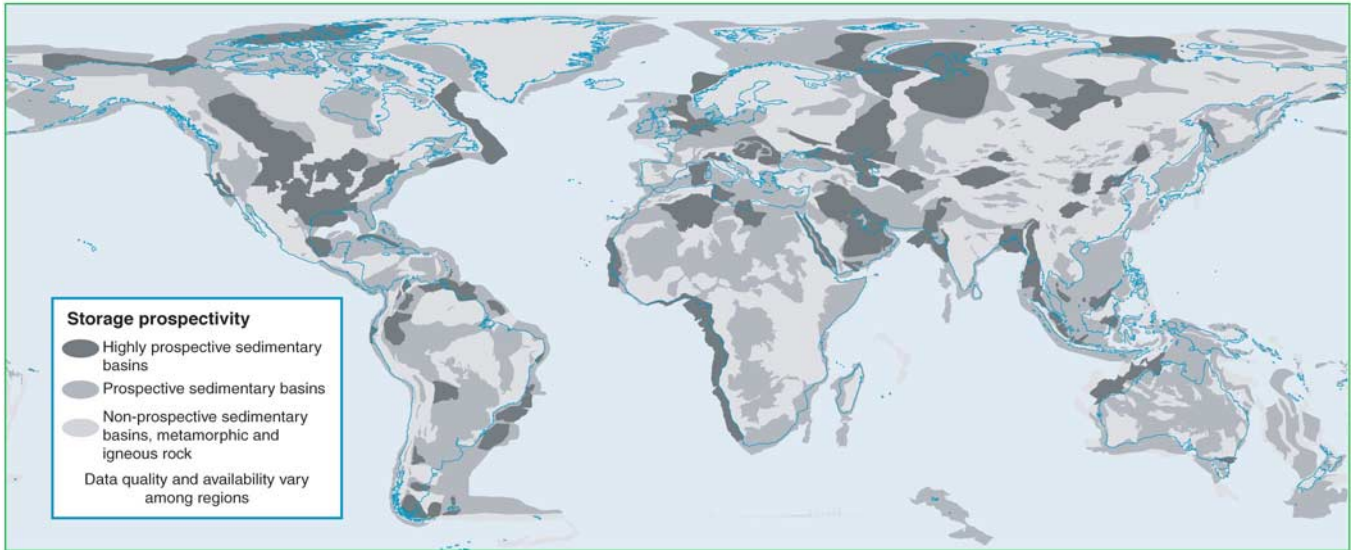 Storage prospectivity
Highly prospective sedimentary
basins
Prospective sedimentary basins
Non-prospective sedimentary
basins, metamorphic and
igneous rock
Data quality and availability vary
among regions